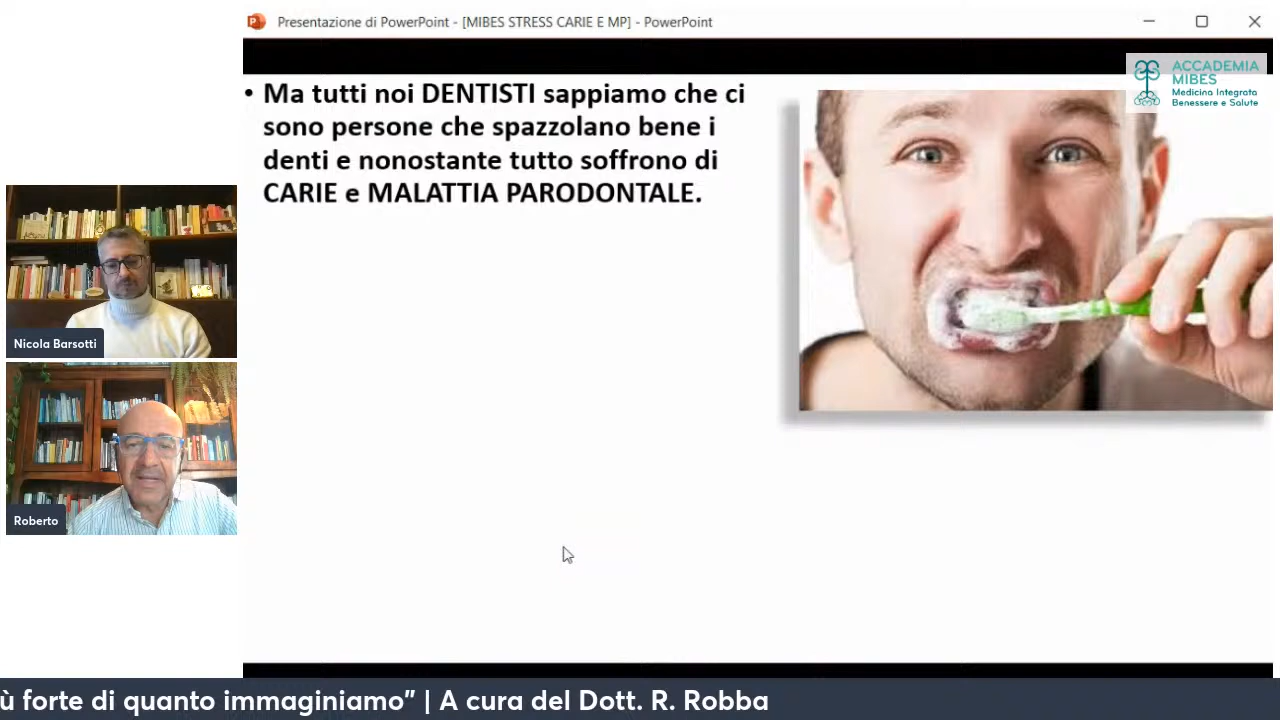 Presentazione di PowerPoint - [MIBES STRESS CARIE E MP] - PowerPoint
ACCADEMIA
MIBES
Medicina Integrata
Benessere e Salute
• Ma tutti noi DENTISTI sappiamo che ci
sono persone che spazzolano bene i
denti e nonostante tutto soffrono di
CARIE e MALATTIA PARODONTALE.
Nicola Barsotti
Roberto
ù forte di quanto immaginiamo” | A cura del Dott. R. Robba